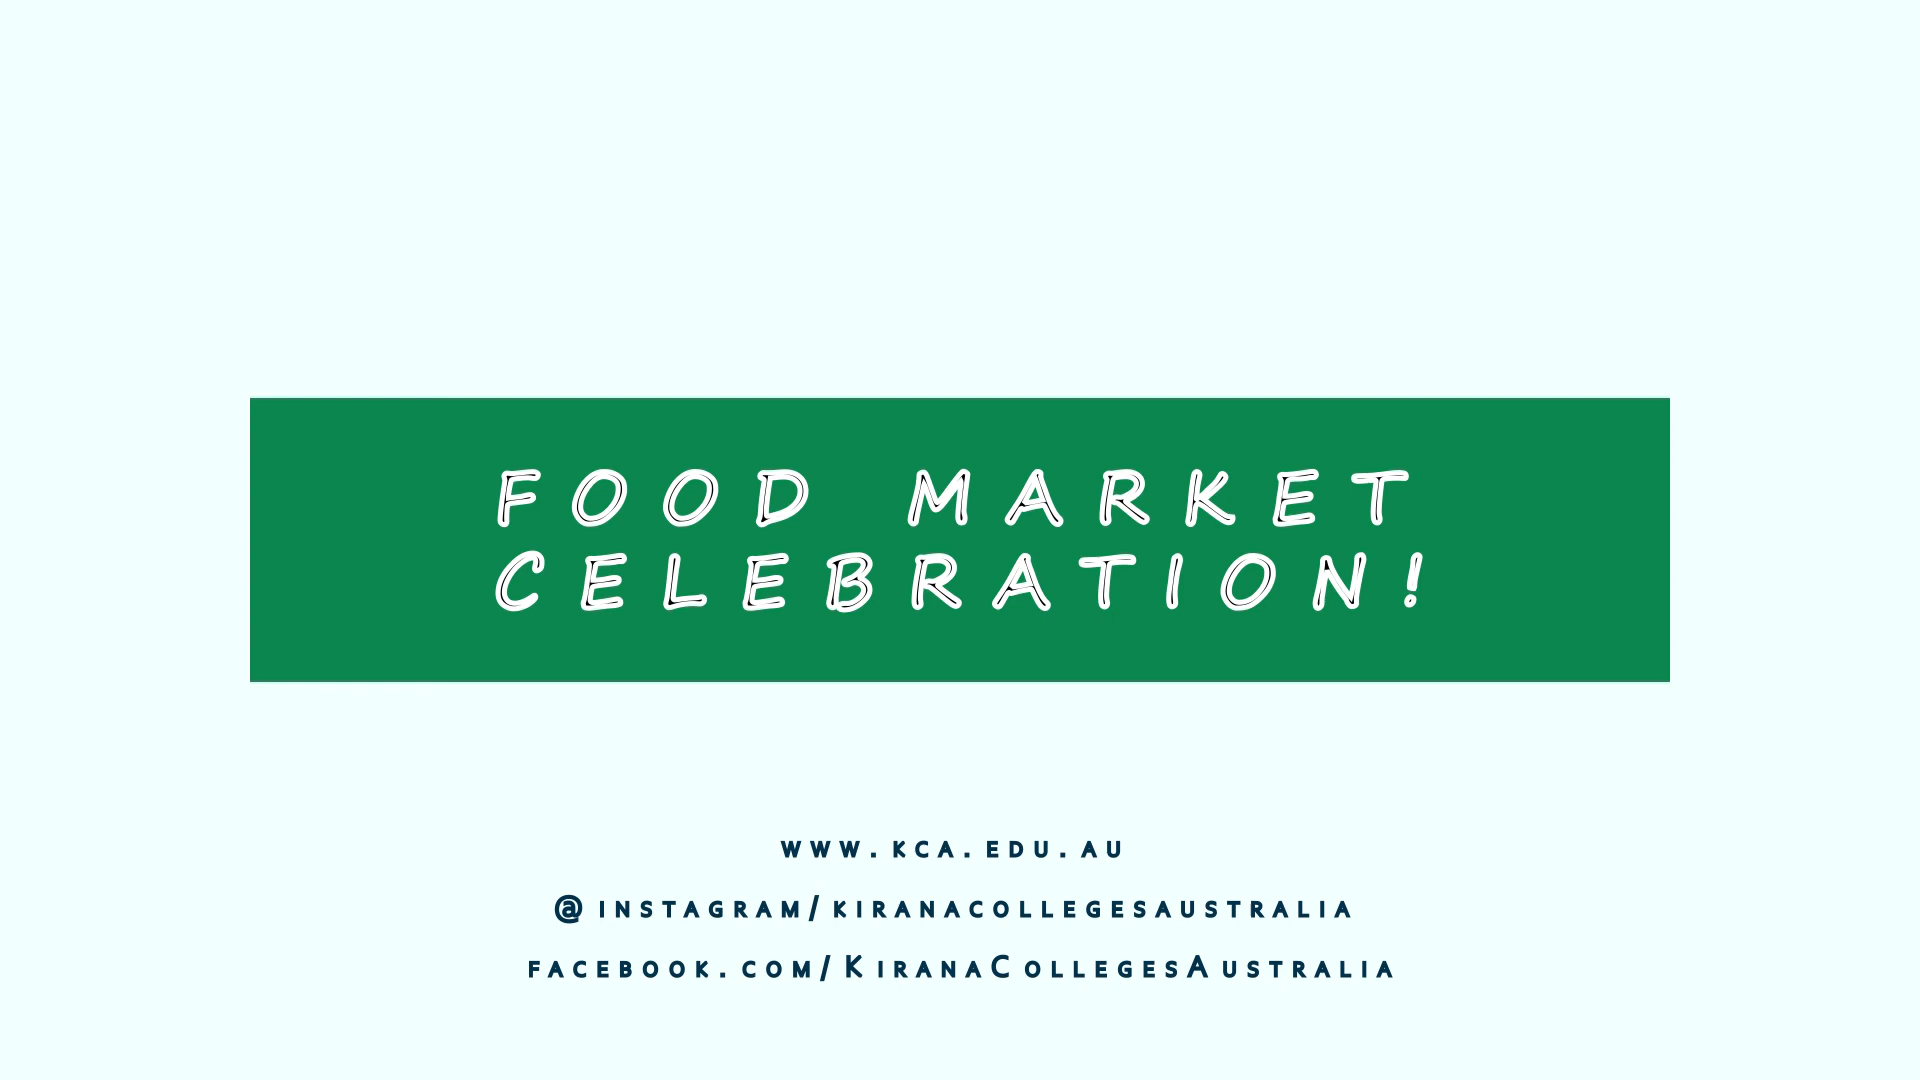 FOOD MARKET
CELEBRATION!
www.kca.edu.au
@instagram/kiranacollegesaustralia
facebook.com/KiranaCollegesAustralia